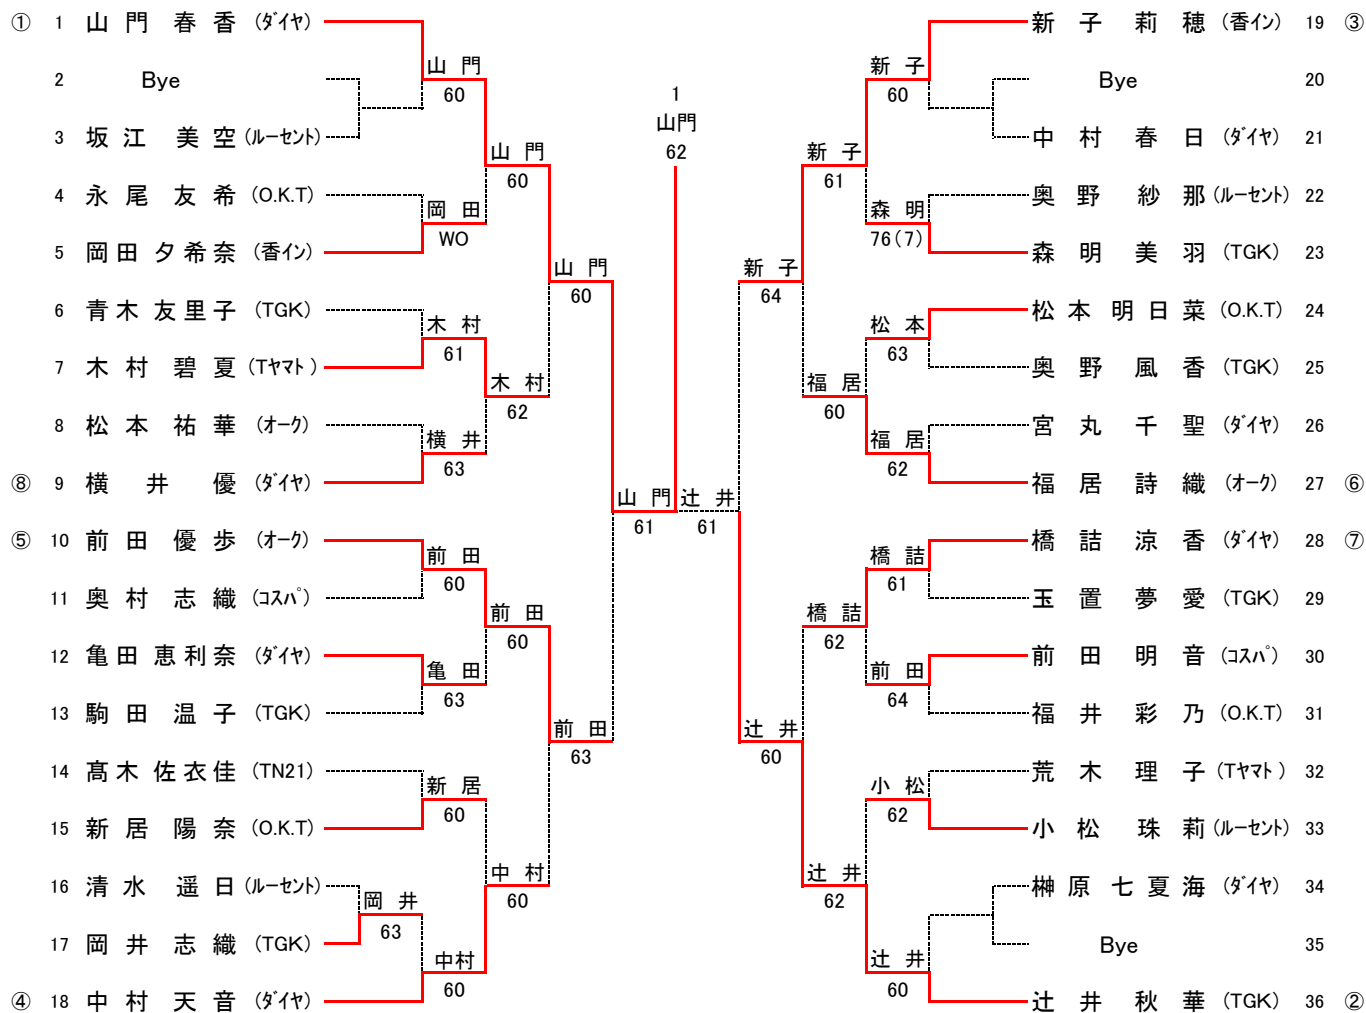 ① 1 山門 春香 (ダイヤ)
2 Bye
3 坂江 美空 (ルーセント)
4 永尾友希 (O.K.T)
5 岡田夕希奈 (香イン)
6 青木友里子 (TGK)
7 木村碧夏 (Tヤマト)
8 松本祐華 (オーク)
⑧ 9 横井優 (ダイヤ)
⑤ 10 前田優歩 (オーク)
11 奥村志織 (コスパ)
12 亀田恵利奈 (ダイヤ)
13 駒田温子 (TGK)
14 髙木佐衣佳 (TN21)
15 新居陽奈 (O.K.T)
16 清水遥日 (ルーセント)
17 岡井志織 (TGK)
④ 18 中村天音 (ダイヤ)
岡井
63
山門
60
岡田
WO
木村
61
横井
63
前田
60
亀田
63
新居
60
中村
60
山門
60
木村
62
前田
60
中村
60
山門
60
前田
63
山門
61
1
山門
62
辻井
61
新子
64
辻井
60
新子
61
福居
60
橋詰
62
辻井
62
新子
60
森明
76(7)
松本
63
福居
62
橋詰
61
前田
64
小松
62
辻井
60
新子莉穂 (香イン) 19 ③
Bye 20
中村春日 (ダイヤ) 21
奥野紗那 (ルーセント) 22
森明美羽 (TGK) 23
松本明日菜 (O.K.T) 24
奥野風香 (TGK) 25
宮丸千聖 (ダイヤ) 26
福居詩織 (オーク) 27 ⑥
橋詰涼香 (ダイヤ) 28 ⑦
玉置夢愛 (TGK) 29
前田明音 (コスパ) 30
福井彩乃 (O.K.T) 31
荒木理子 (Tヤマト) 32
小松珠莉 (ルーセント) 33
榊原七夏海 (ダイヤ) 34
Bye 35
辻井秋華 (TGK) 36 ②